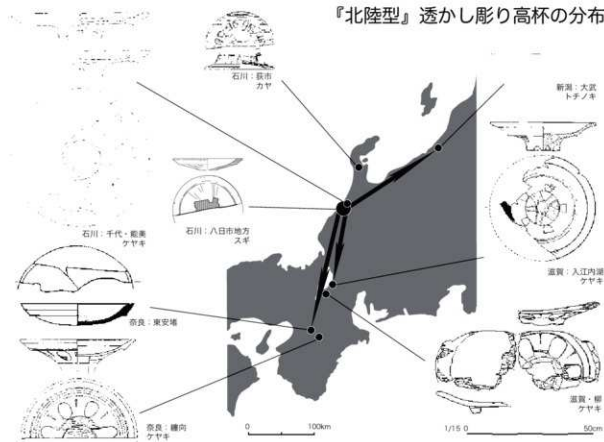 『北陸型』透かし彫り高杯の分布
石川：荻市
カヤ
新潟：大武
トチノキ
石川：千代・能美
ケヤキ
石川：八日市地方
スギ
滋賀：入江内湖
ケヤキ
奈良：東安堵
滋賀・柳
ケヤキ
奈良：纏向
ケヤキ
0 100km
1/15 0 50cm